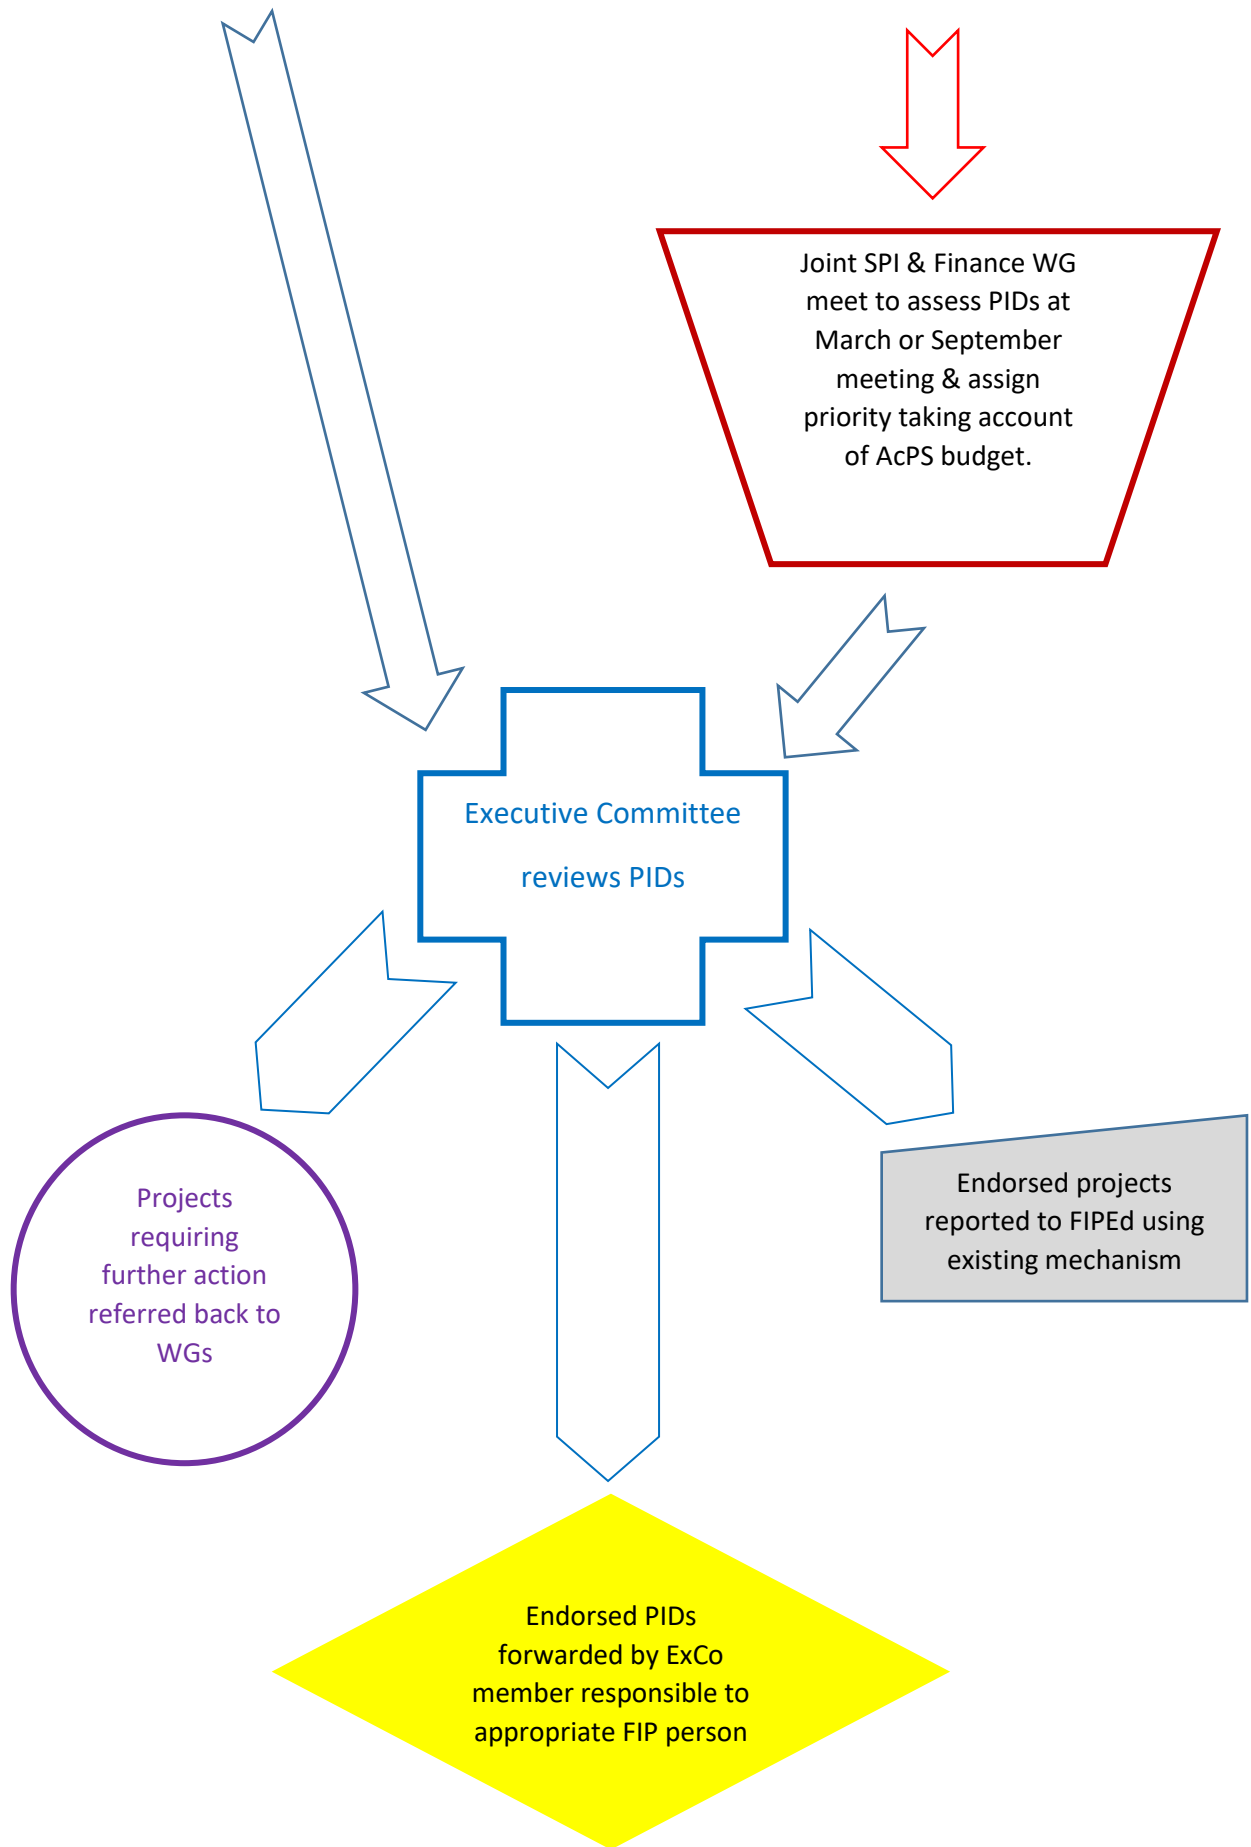 Joint SPI & Finance WG
meet to assess PIDs at
March or September
meeting & assign
priority taking account
of AcPS budget.
Executive Committee
reviews PIDs
Projects
requiring
further action
referred back to
WGs
Endorsed projects
reported to FIPEd using
existing mechanism
Endorsed PIDs
forwarded by ExCo
member responsible to
appropriate FIP person